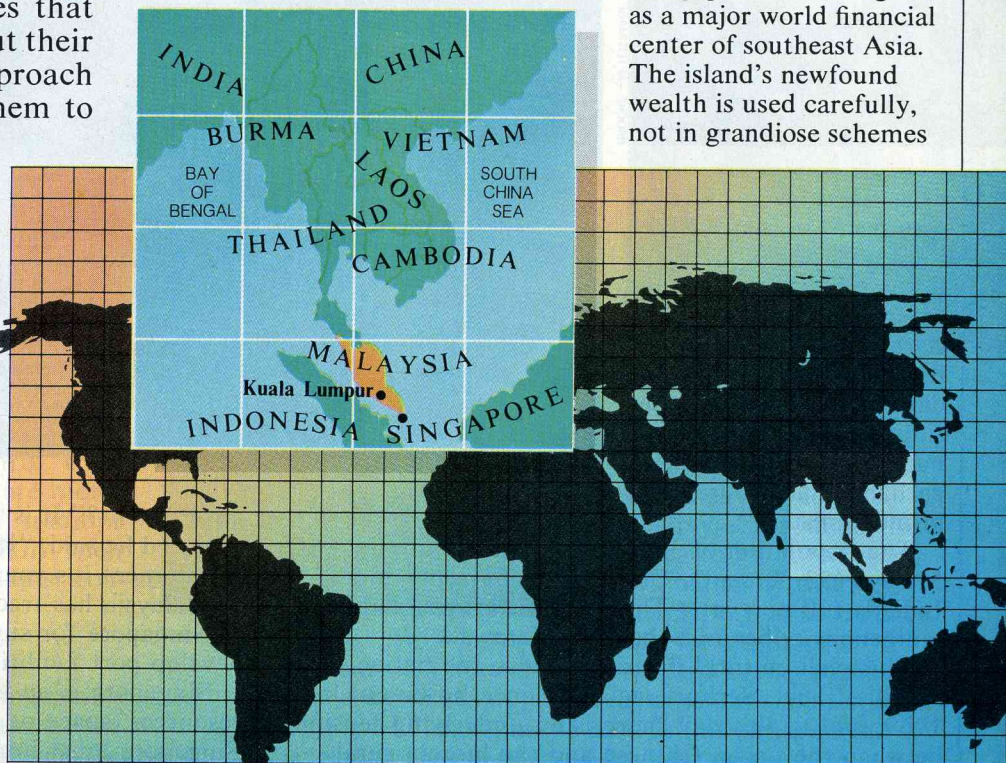 es that
ut their
proach
em to
as a major world financial
center of southeast Asia.
The island's newfound
wealth is used carefully,
not in grandiose schemes
INDIA
CHINA
BURMA
VIETNAM
LAOS
BAY
OF
BENGAL
SOUTH
CHINA
SEA
THAILAND
CAMBODIA
MALAYSIA
Kuala Lumpur
INDONESIA
SINGAPORE